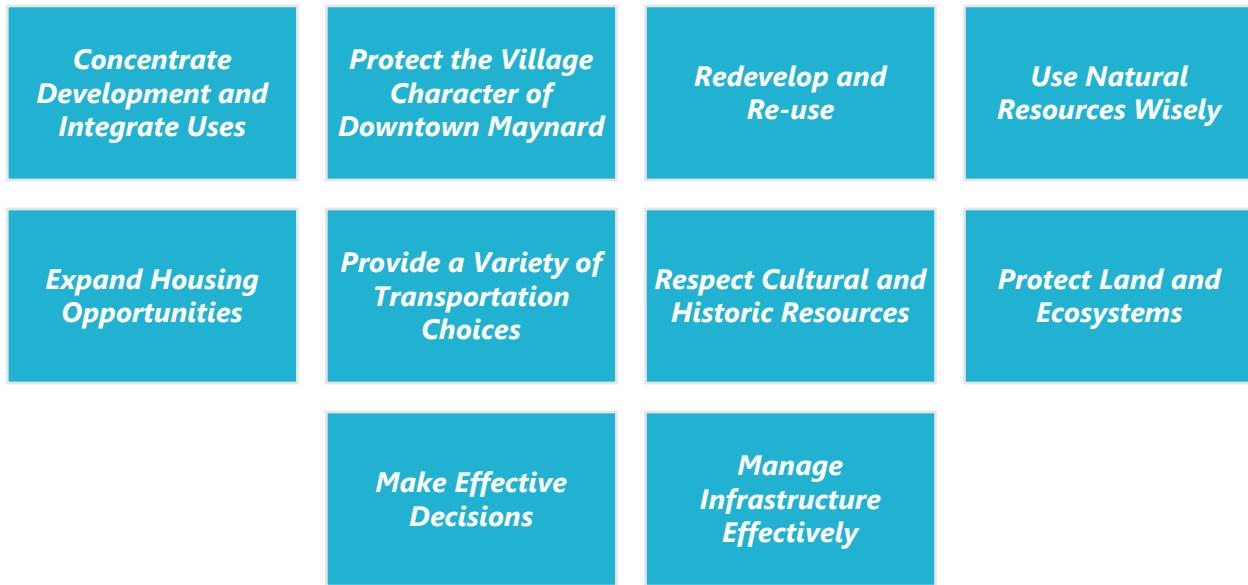 Concentrate
Development and
Integrate Uses
Protect the Village
Character of
Downtown Maynard
Redevelop and
Re-use
Use Natural
Resources Wisely
Expand Housing
Opportunities
Provide a Variety of
Transportation
Choices
Respect Cultural and
Historic Resources
Protect Land and
Ecosystems
Make Effective
Decisions
Manage
Infrastructure
Effectively